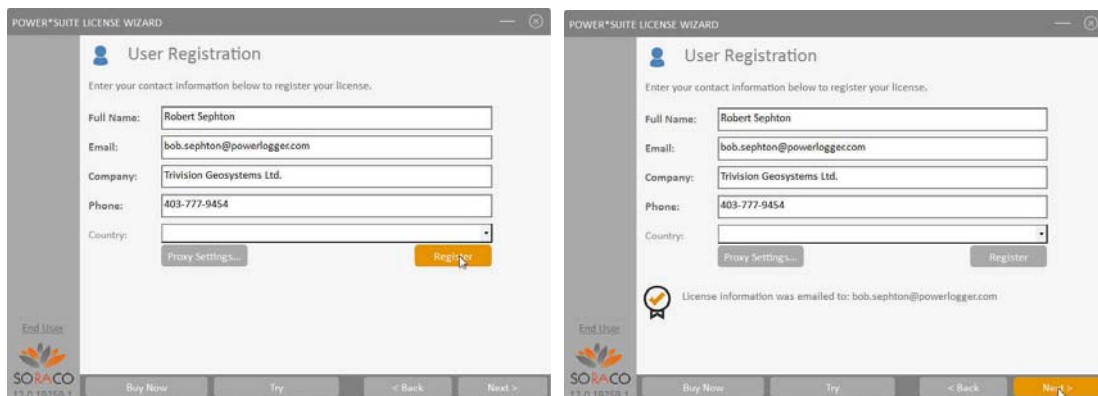 POWER*SUITE LICENSE WIZARD
User Registration
Enter your contact information below to register your license.
Full Name: Robert Sephton
Email: bob.sephton@powerlogger.com
Company: Trivision Geosystems Ltd.
Phone: 403-777-9454
Country:
Proxy Settings... Register
End User
SORACO
Buy Now Try < Back Next >
POWER*SUITE LICENSE WIZARD
User Registration
Enter your contact information below to register your license.
Full Name: Robert Sephton
Email: bob.sephton@powerlogger.com
Company: Trivision Geosystems Ltd.
Phone: 403-777-9454
Country:
Proxy Settings... Register
License information was emailed to: bob.sephton@powerlogger.com
End User
SORACO
Buy Now Try < Back Next >